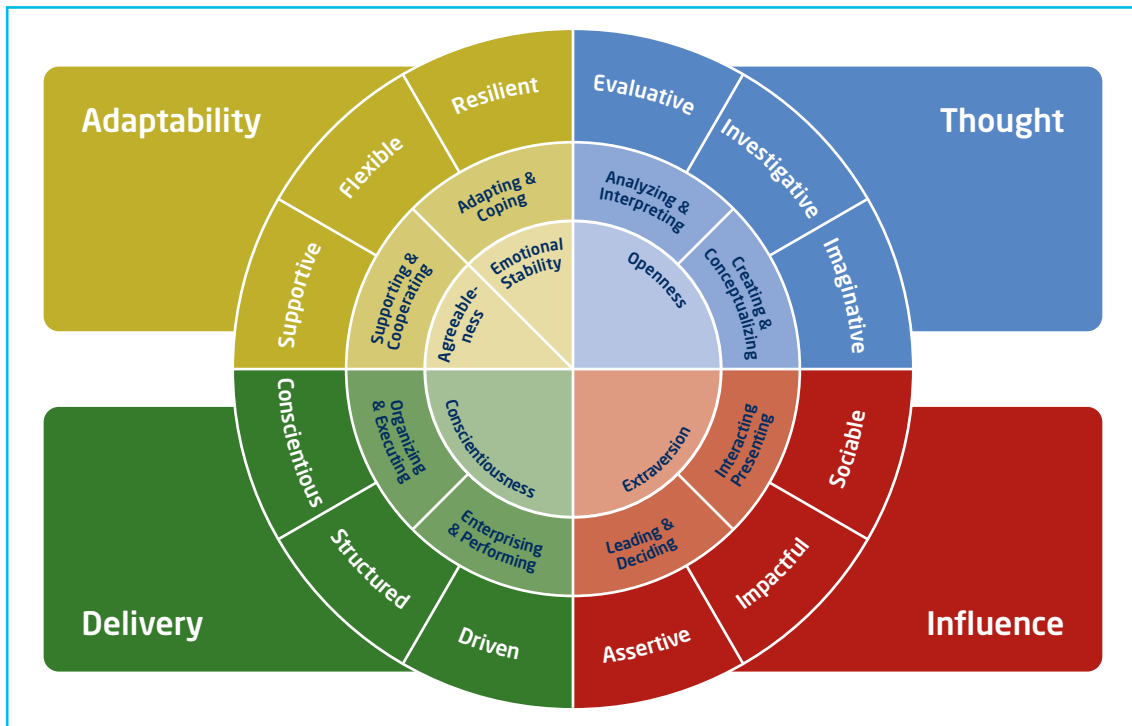 Adaptability
Thought
Delivery
Influence
Resilient
Flexible
Supportive
Evaluative
Investigative
Imaginative
Sociable
Impactful
Assertive
Driven
Structured
Conscientious
Adapting &
Coping
Supporting &
Cooperating
Analyzing &
Interpreting
Creating &
Conceptualizing
Interacting
Presenting
Leading &
Deciding
Enterprising
& Performing
Organizing
& Executing
Emotional
Stability
Agreeable-
ness
Openness
Extraversion
Conscientiousness